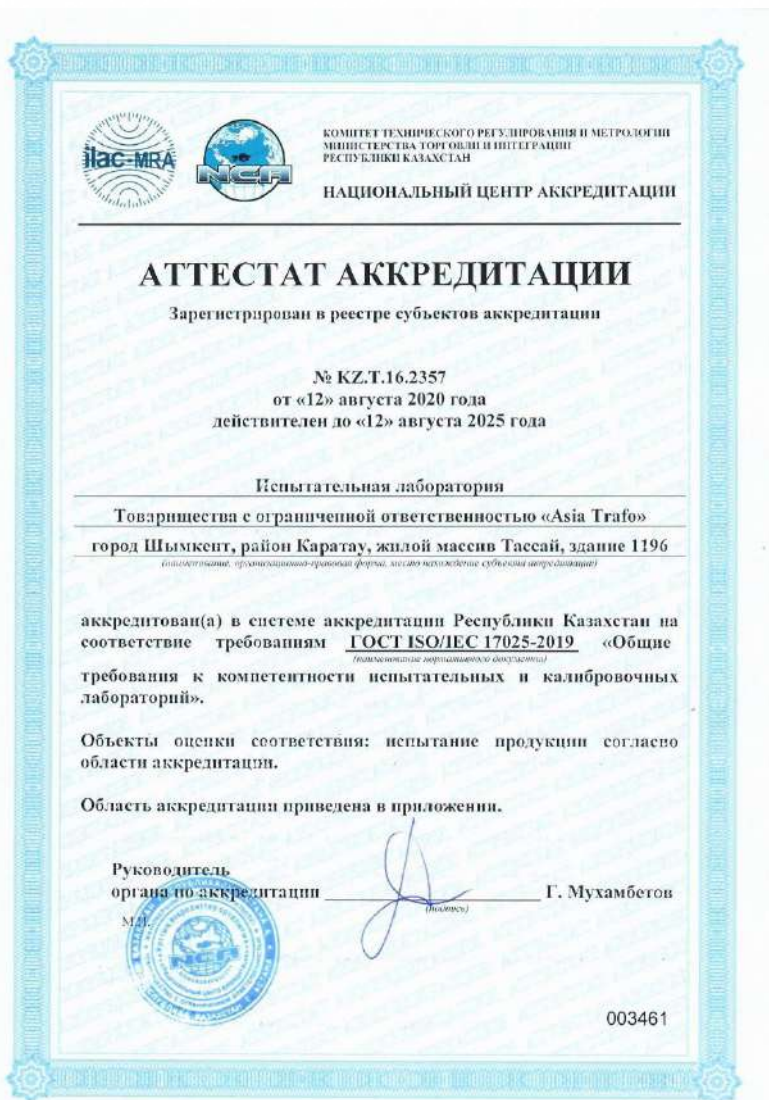 ilac-MRA
NCA
КОМИТЕТ ТЕХНИЧЕСКОГО РЕГУЛИРОВАНИЯ И МЕТРОЛОГИИ
МИНИСТЕРСТВА ТОРГОВЛИ И ИНТЕГРАЦИИ
РЕСПУБЛИКИ КАЗАХСТАН
НАЦИОНАЛЬНЫЙ ЦЕНТР АККРЕДИТАЦИИ
АТТЕСТАТ АККРЕДИТАЦИИ
Зарегистрирован в реестре субъектов аккредитации
№ KZ.T.16.2357
от «12» августа 2020 года
действителен до «12» августа 2025 года
Испытательная лаборатория
Товарищества с ограниченной ответственностью «Asia Trafo»
город Шымкент, район Каратау, жилой массив Тассай, здание 1196
(наименование, организационно-правовая форма, место нахождение субъекта аккредитации)
аккредитован(а) в системе аккредитации Республики Казахстан на
соответствие требованиям ГОСТ ISO/IEC 17025-2019 «Общие
(наименование нормативного документа)
требования к компетентности испытательных и калибровочных
лабораторий».
Объекты оценки соответствия: испытание продукции согласно
области аккредитации.
Область аккредитации приведена в приложении.
Руководитель
органа по аккредитации Г. Мухамбетов
(подпись)
М.П.
NCA
003461